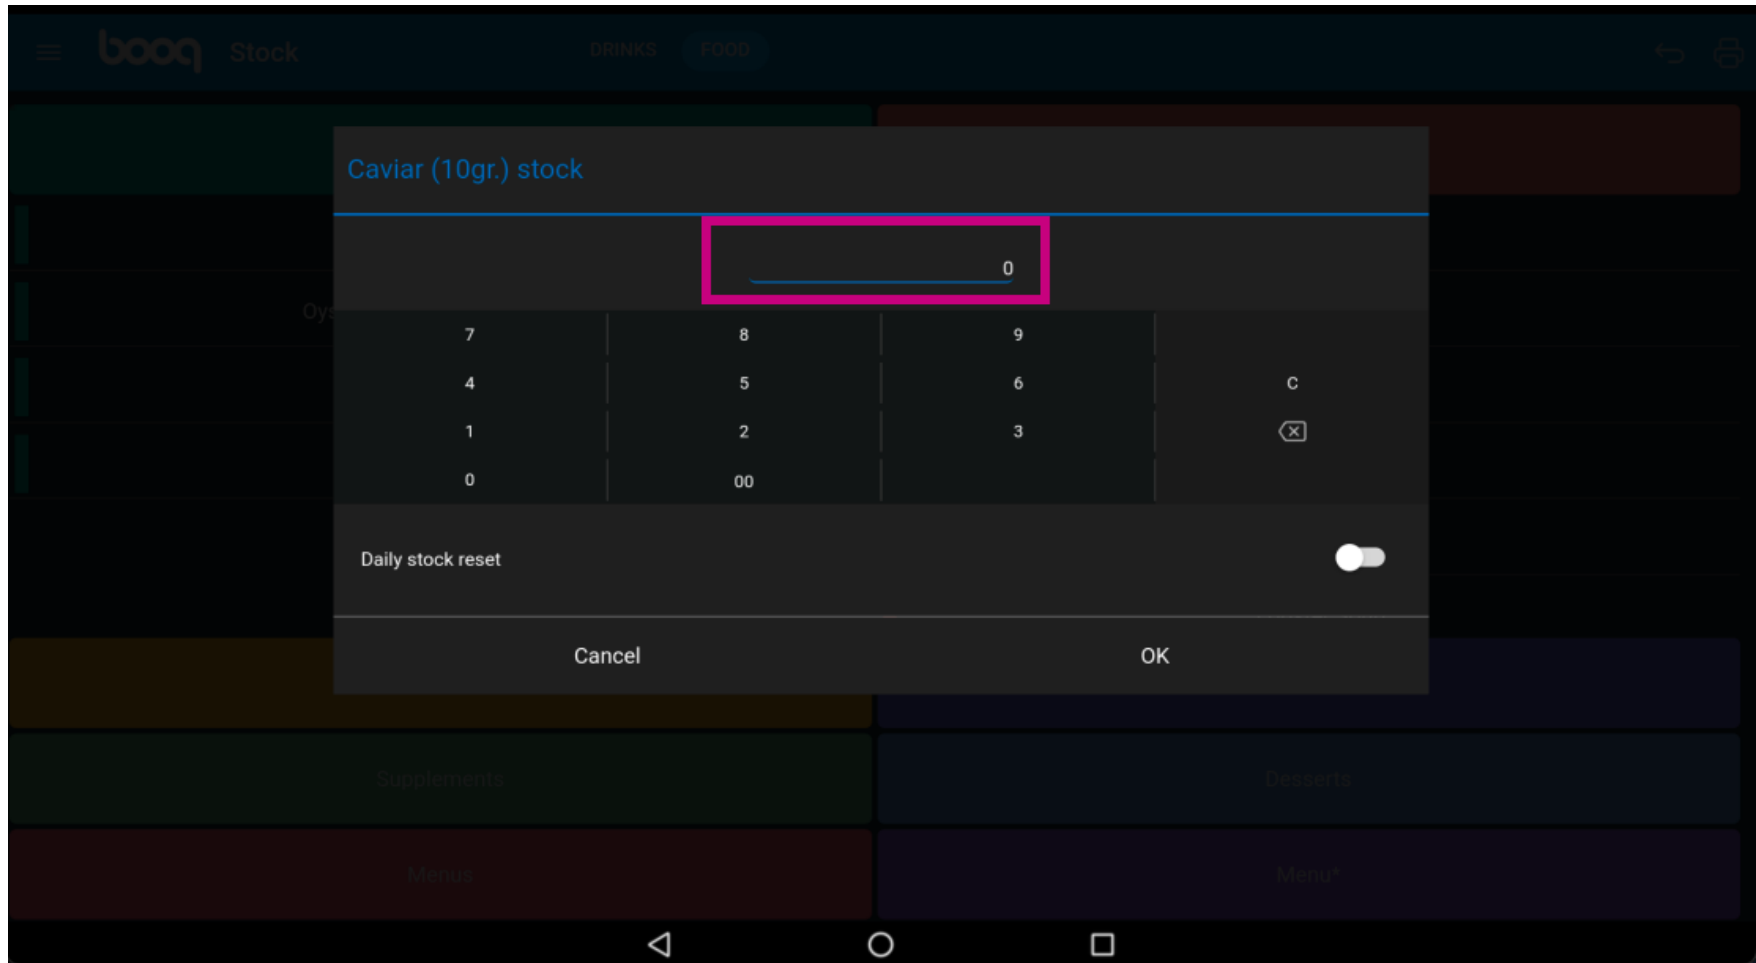 booq Stock DRINKS FOOD
Caviar (10gr.) stock
0
Oys
7 8 9
4 5 6 C
1 2 3
0 00
Daily stock reset
Cancel OK
Supplements Desserts
Menus Menu*